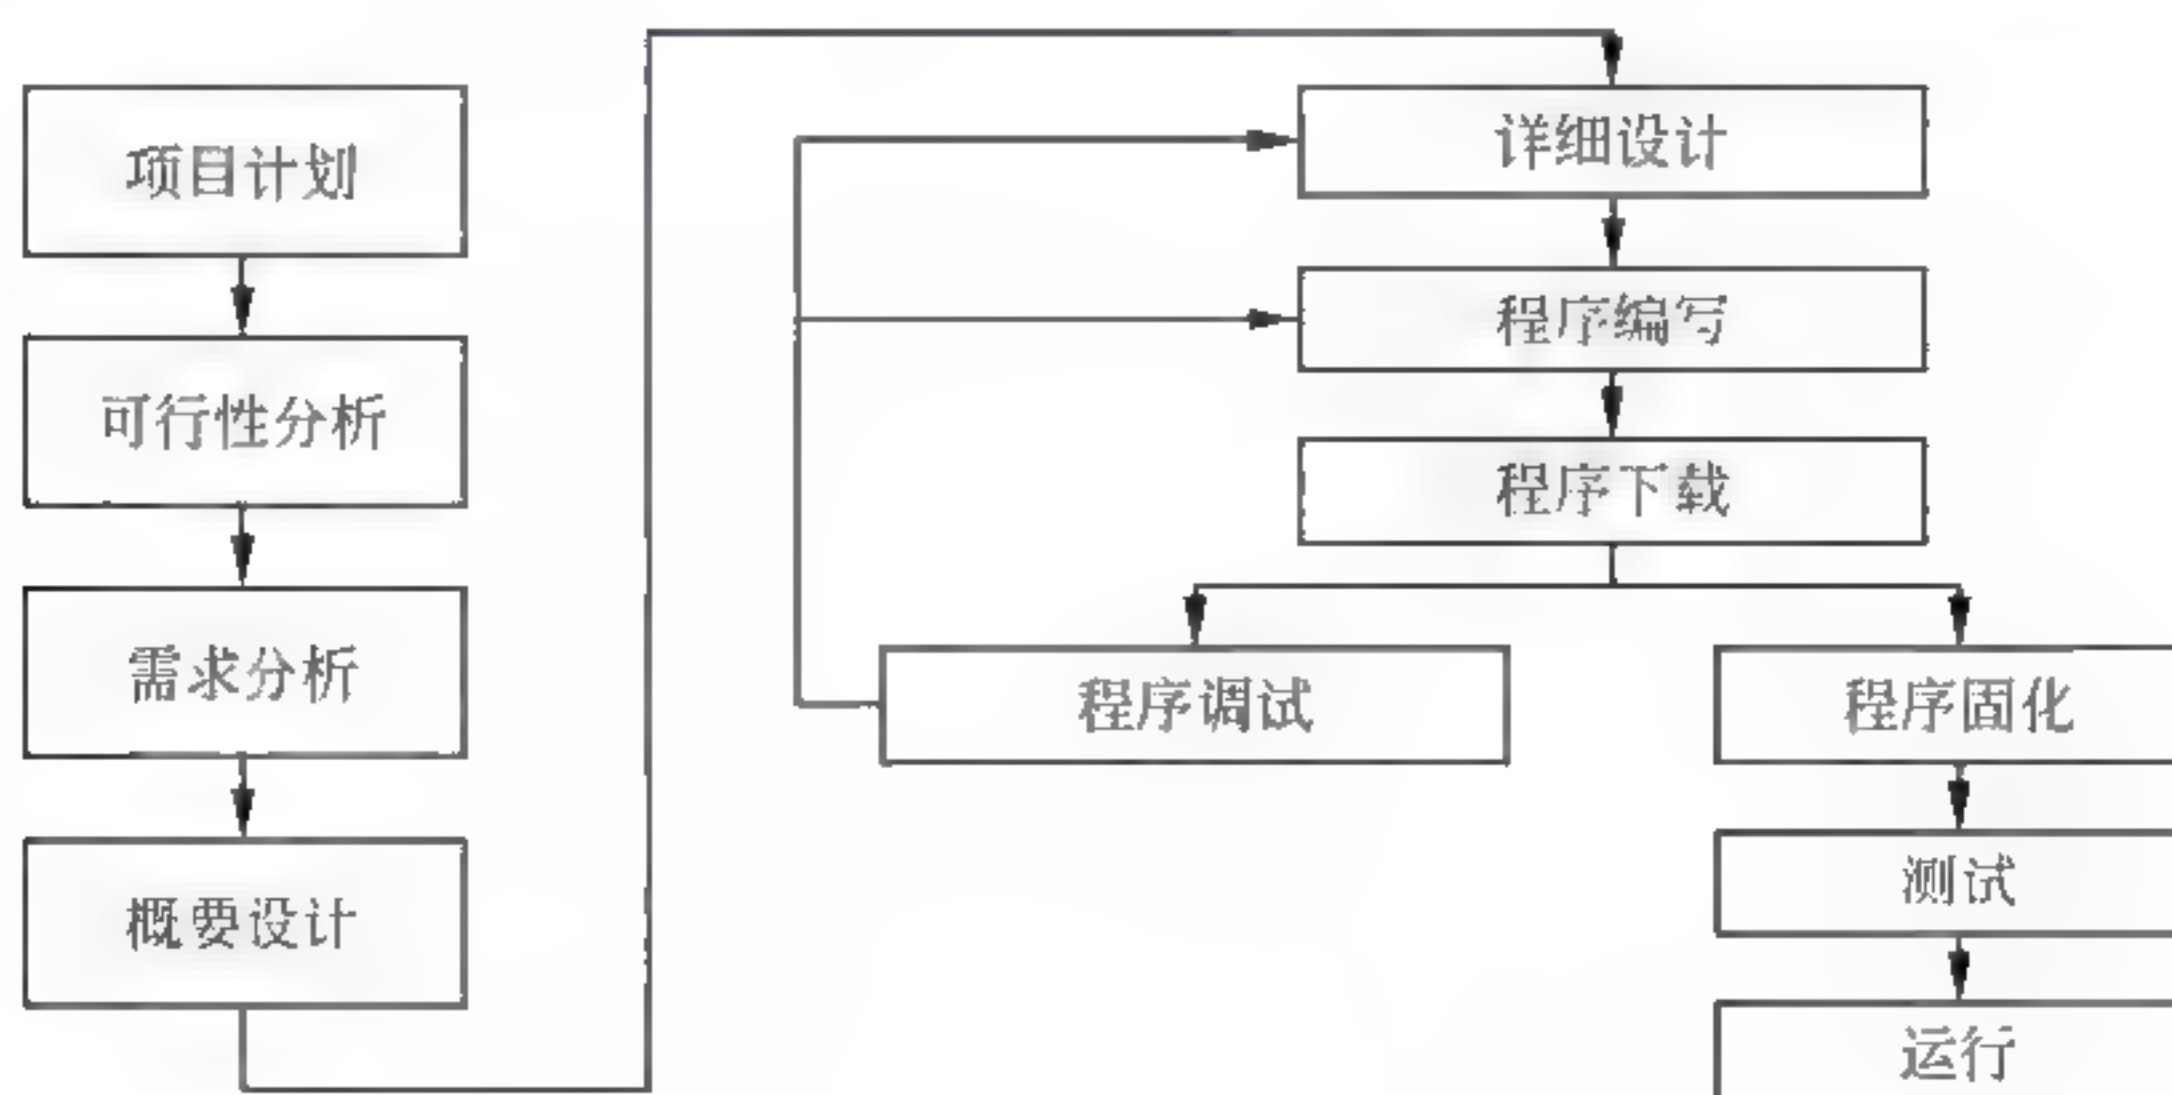 项目计划
可行性分析
需求分析
概要设计
详细设计
程序编写
程序下载
程序调试
程序固化
测试
运行